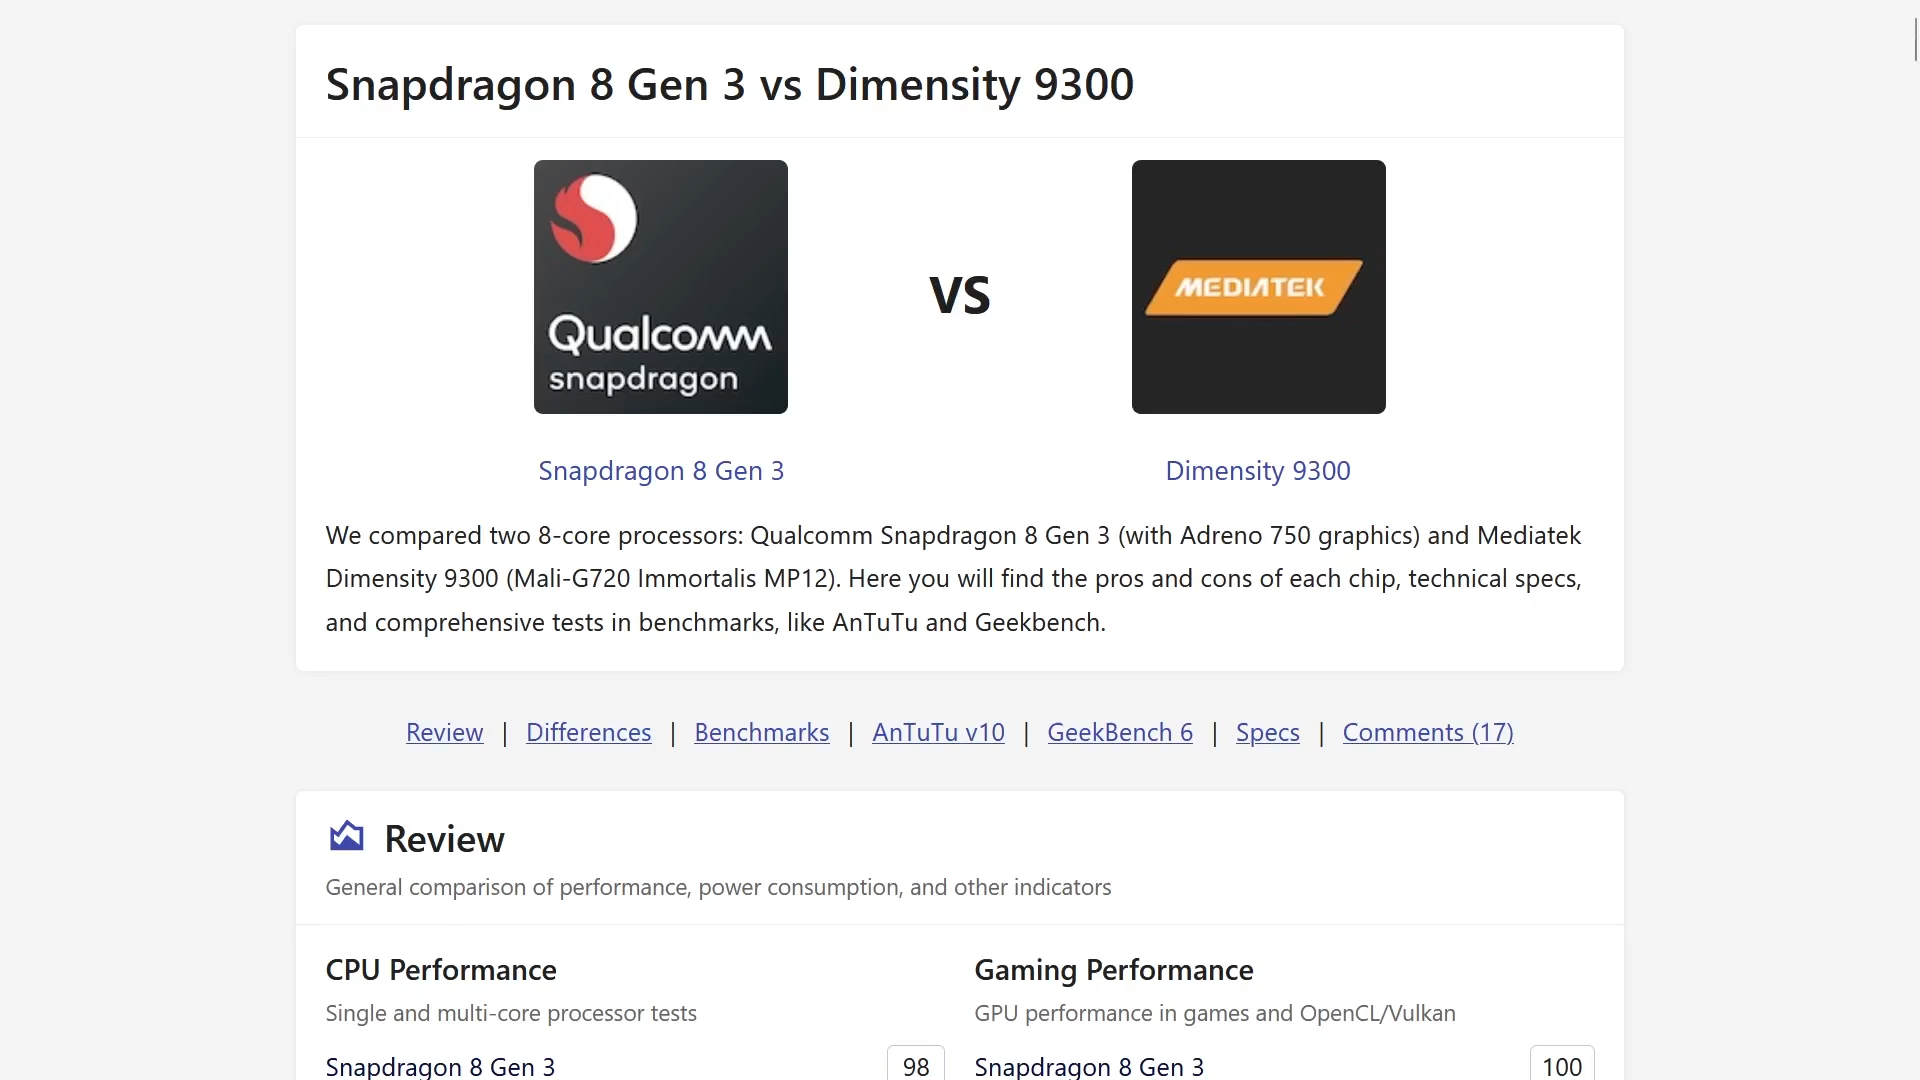 Snapdragon 8 Gen 3 vs Dimensity 9300
Qualcomm
snapdragon
VS
MEDIATEK
Snapdragon 8 Gen 3
Dimensity 9300
We compared two 8-core processors: Qualcomm Snapdragon 8 Gen 3 (with Adreno 750 graphics) and Mediatek
Dimensity 9300 (Mali-G720 Immortalis MP12). Here you will find the pros and cons of each chip, technical specs,
and comprehensive tests in benchmarks, like AnTuTu and Geekbench.
Review | Differences | Benchmarks | AnTuTu v10 | GeekBench 6 | Specs | Comments (17)
Review
General comparison of performance, power consumption, and other indicators
CPU Performance
Single and multi-core processor tests
Snapdragon 8 Gen 3 98
Gaming Performance
GPU performance in games and OpenCL/Vulkan
Snapdragon 8 Gen 3 100